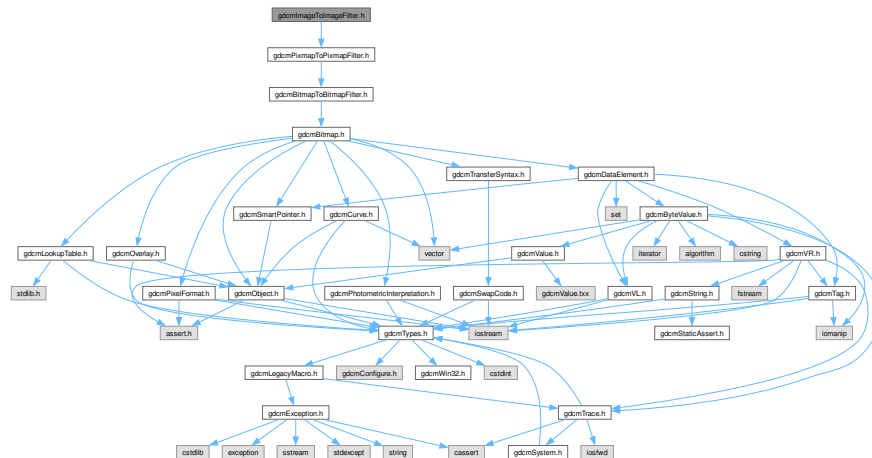 gdcmImageToImageFilter.h
gdcmPixmapToPixmapFilter.h
gdcmBitmapToBitmapFilter.h
gdcmBitmap.h
gdcmTransferSyntax.h
gdcmDataElement.h
gdcmSmartPointer.h
gdcmCurve.h
set
gdcmByteValue.h
gdcmLookupTable.h
gdcmOverlay.h
vector
gdcmValue.h
iterator
algorithm
cstring
gdcmVR.h
stdlib.h
gdcmPixelFormat.h
gdcmObject.h
gdcmPhotometricInterpretation.h
gdcmSwapCode.h
gdcmValue.txx
gdcmVL.h
gdcmString.h
fstream
gdcmTag.h
assert.h
gdcmTypes.h
iostream
gdcmStaticAssert.h
iomanip
gdcmLegacyMacro.h
gdcmConfigure.h
gdcmWin32.h
cstdint
gdcmException.h
gdcmTrace.h
cstdlib
exception
sstream
stdexcept
string
cassert
gdcmSystem.h
iosfwd